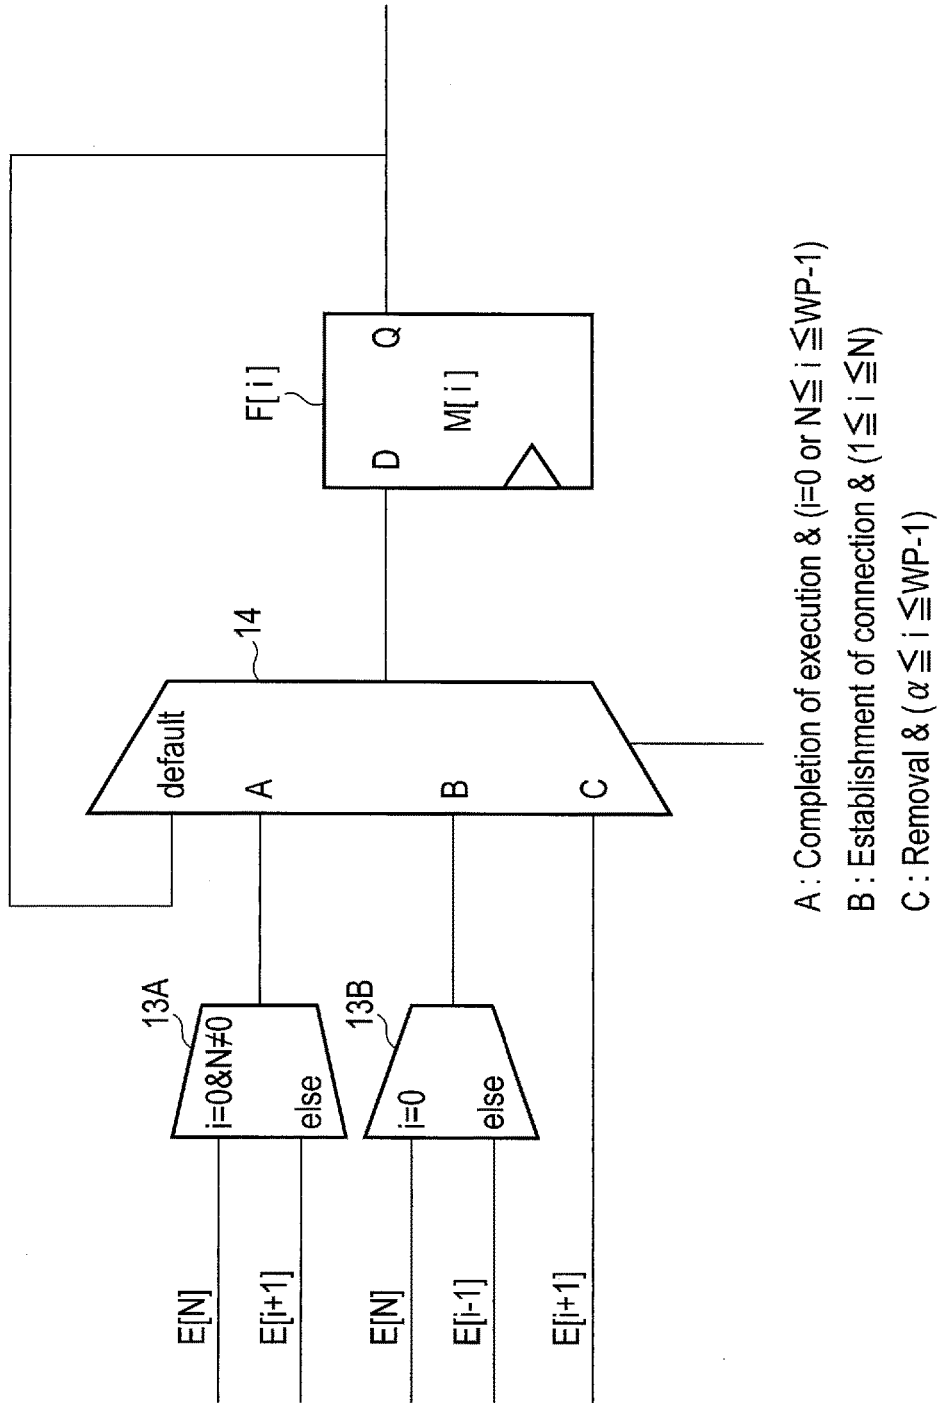 E[N]
E[i+1]
E[N]
E[i-1]
E[i+1]
13A
i=0&N≠0
else
13B
i=0
else
14
default
A
B
C
F[ i ]
D
Q
M[ i ]
A : Completion of execution & (i=0 or N≦ i ≦WP-1)
B : Establishment of connection & (1≦ i ≦N)
C : Removal & (α≦ i ≦WP-1)